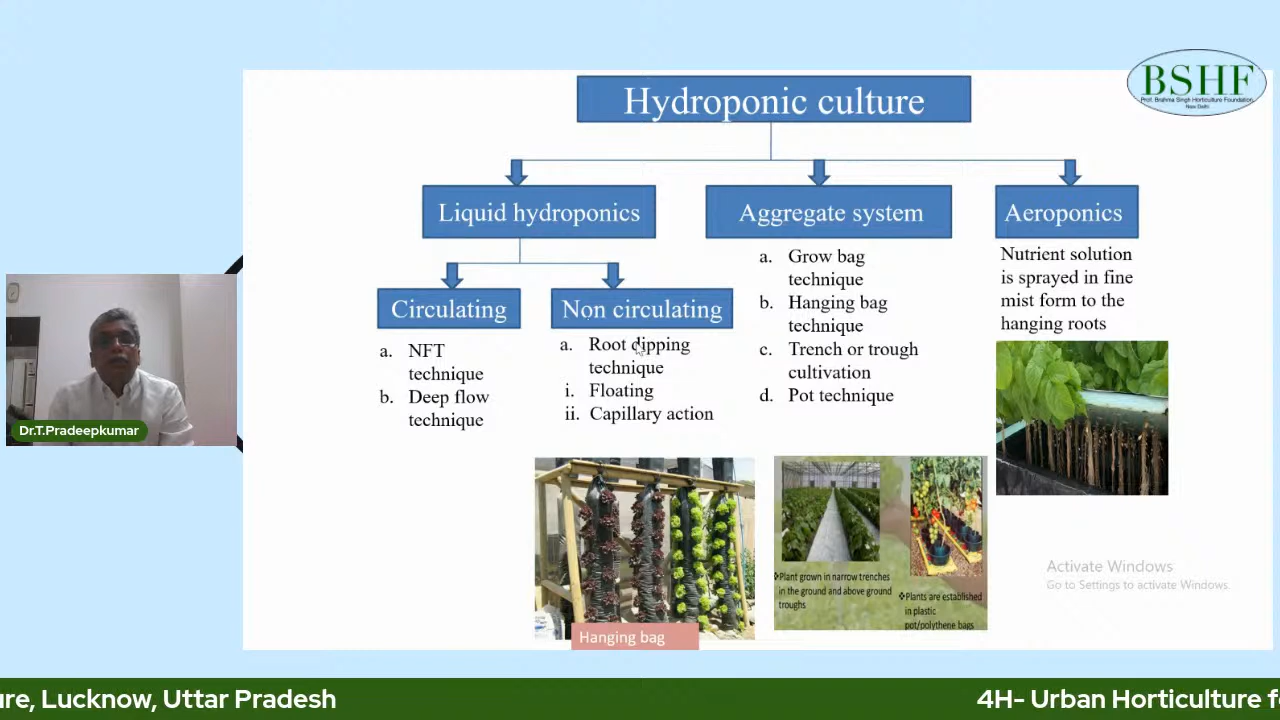 BSHF
Prof. Brahma Singh Horticulture Foundation
New Delhi
Hydroponic culture
Liquid hydroponics
Aggregate system
Aeroponics
Circulating
Non circulating
a. NFT
technique
b. Deep flow
technique
a. Root dipping
technique
i. Floating
ii. Capillary action
a. Grow bag
technique
b. Hanging bag
technique
c. Trench or trough
cultivation
d. Pot technique
Nutrient solution
is sprayed in fine
mist form to the
hanging roots
Dr.T.Pradeepkumar
Hanging bag
❖Plant grown in narrow trenches
in the ground and above ground
troughs
❖Plants are established
in plastic
pot/polythene bags
Activate Windows
Go to Settings to activate Windows.
ure, Lucknow, Uttar Pradesh
4H- Urban Horticulture f